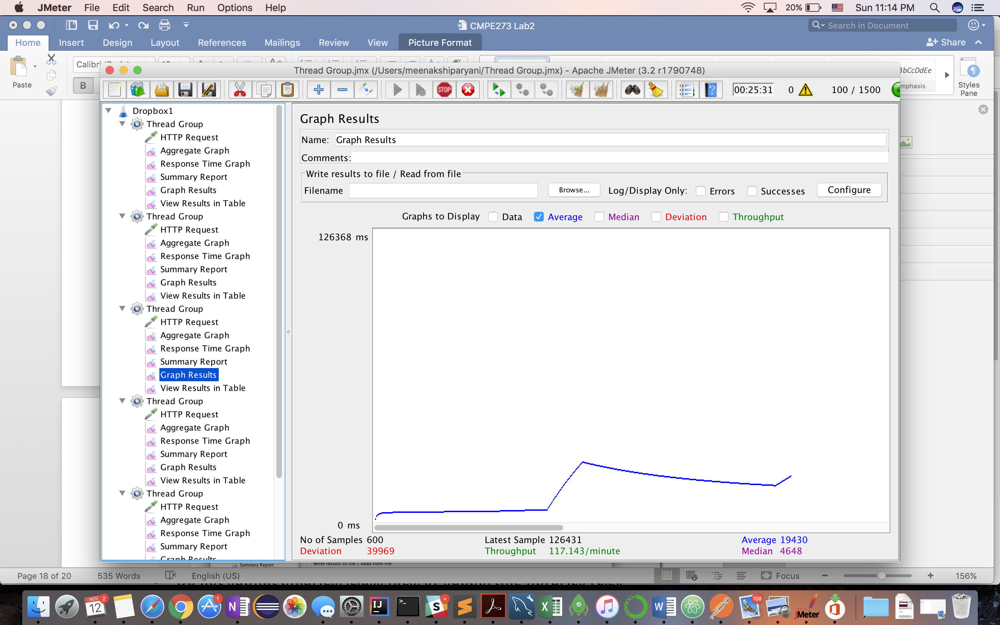 JMeter File Edit Search Run Options Help 20% Sun 11:14 PM
CMPE273 Lab2 Search in Document
Home Insert Design Layout References Mailings Review View Picture Format Share
Paste
B
Styles
Pane
Thread Group.jmx (/Users/meenakshiparyani/Thread Group.jmx) - Apache JMeter (3.2 r1790748)
STOP 00:25:31 0 100 / 1500
Dropbox1
Thread Group
HTTP Request
Aggregate Graph
Response Time Graph
Summary Report
Graph Results
View Results in Table
Thread Group
HTTP Request
Aggregate Graph
Response Time Graph
Summary Report
Graph Results
View Results in Table
Thread Group
HTTP Request
Aggregate Graph
Response Time Graph
Summary Report
Graph Results
View Results in Table
Thread Group
HTTP Request
Aggregate Graph
Response Time Graph
Summary Report
Graph Results
View Results in Table
Thread Group
HTTP Request
Aggregate Graph
Response Time Graph
Summary Report
Graph Results
Graph Results
Name: Graph Results
Comments:
Write results to file / Read from file
Filename Browse... Log/Display Only: Errors Successes Configure
Graphs to Display Data Average Median Deviation Throughput
126368 ms
0 ms
No of Samples 600 Latest Sample 126431 Average 19430
Deviation 39969 Throughput 117.143/minute Median 4648
Summary Report Write results to file / Read from file
Page 18 of 20 535 Words English (US) Focus 156%
NOV 2
12
1
108
JMeter